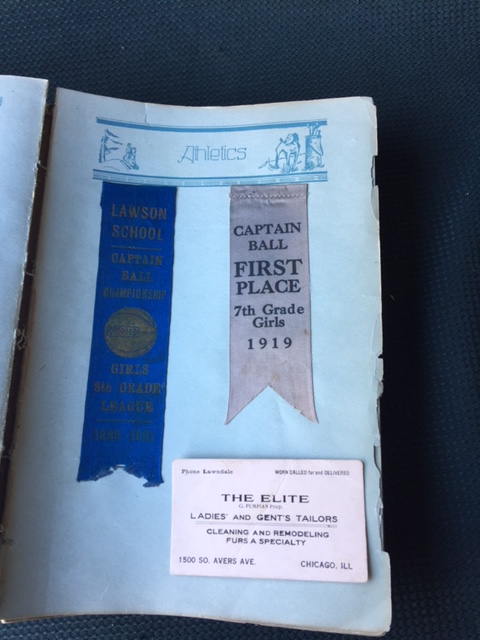 Athletics
LAWSON
SCHOOL
CAPTAIN
BALL
CHAMPIONSHIP
GIRLS
8th GRADE
LEAGUE
CAPTAIN
BALL
FIRST
PLACE
7th Grade
Girls
1919
Phone Lawndale WORK CALLED for and DELIVERED
THE ELITE
LADIES' AND GENT'S TAILORS
CLEANING AND REMODELING
FURS A SPECIALTY
1500 SO. AVERS AVE. CHICAGO, ILL